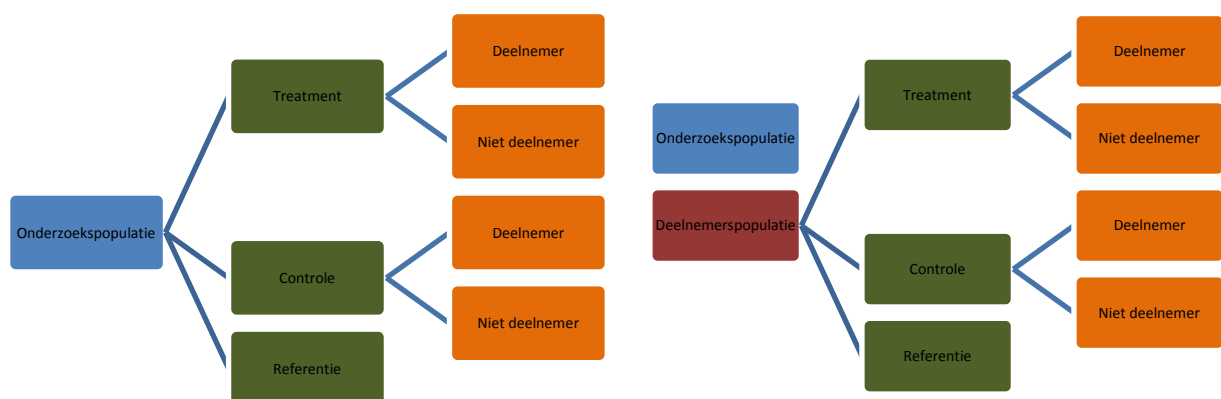 Onderzoekspopulatie
Treatment
Deelnemer
Niet deelnemer
Controle
Deelnemer
Niet deelnemer
Referentie
Onderzoekspopulatie
Deelnemerspopulatie
Treatment
Deelnemer
Niet deelnemer
Controle
Deelnemer
Niet deelnemer
Referentie